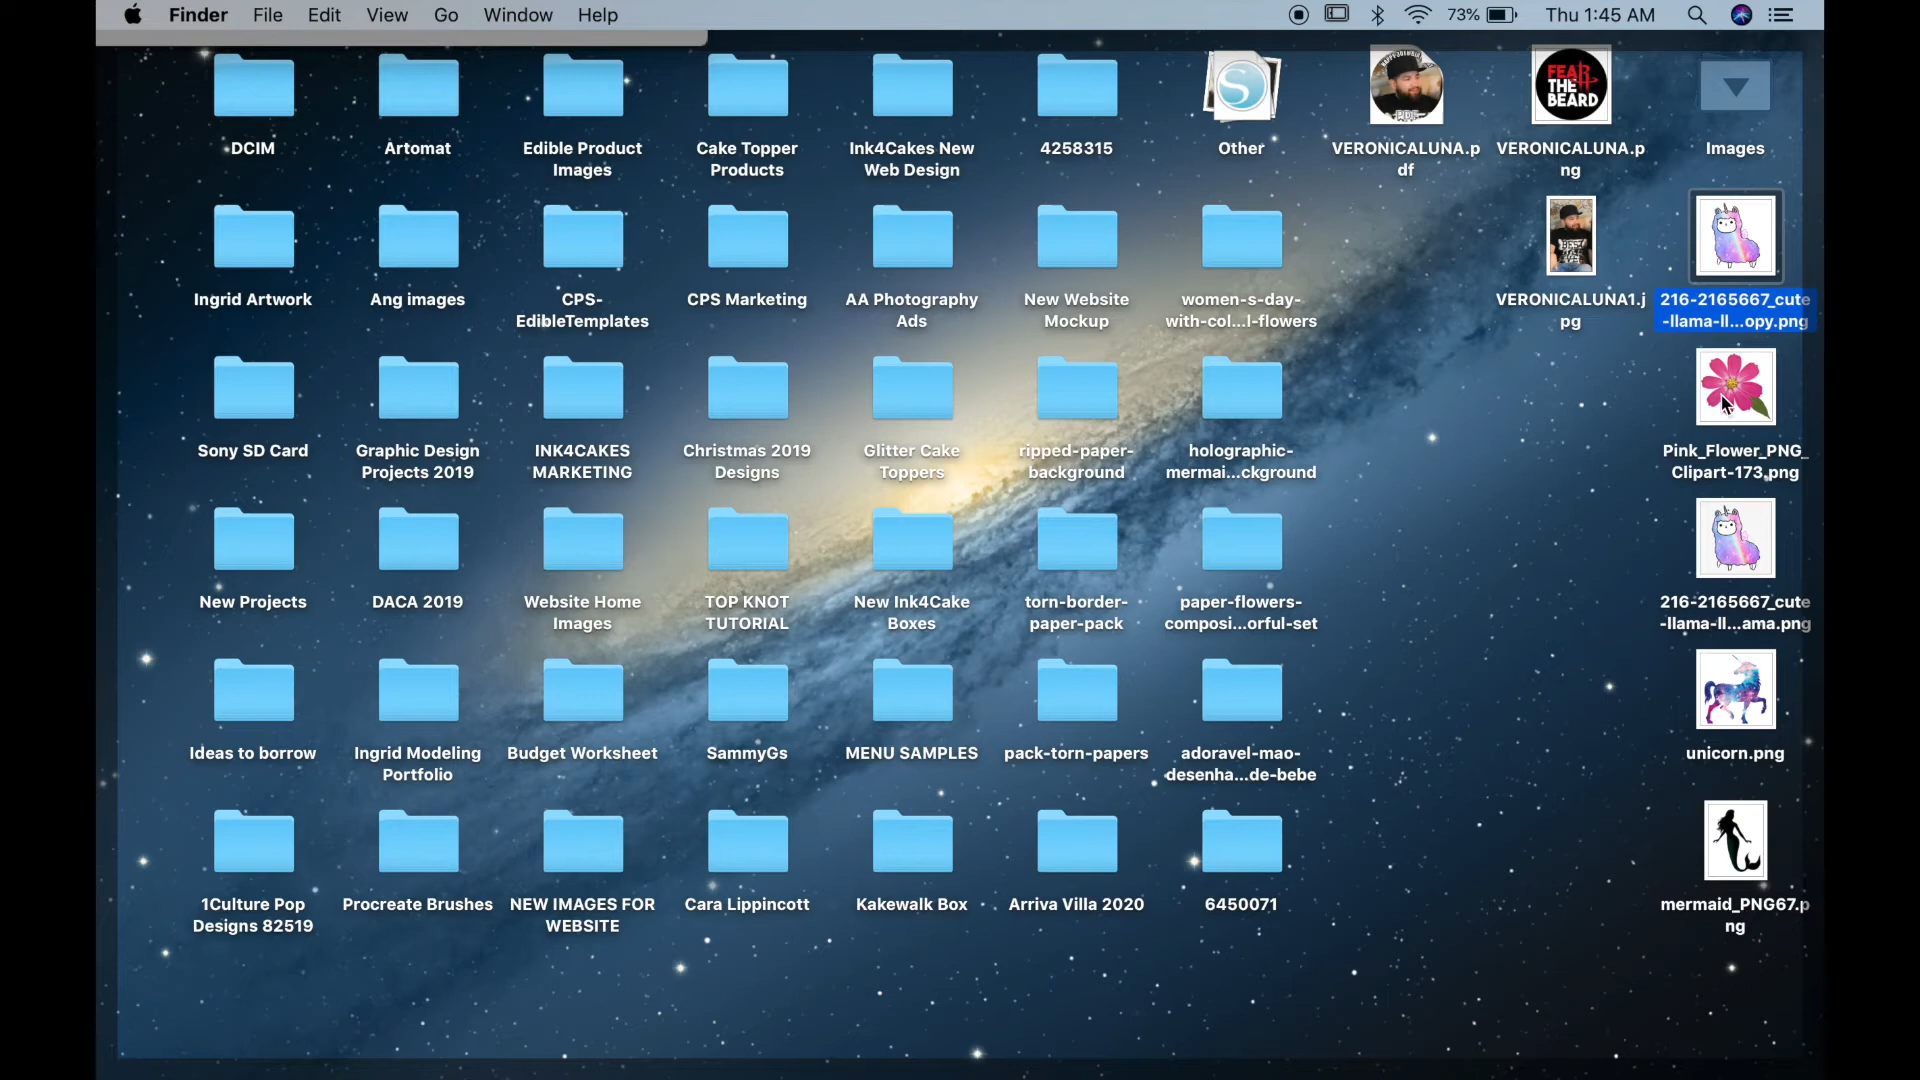 Finder File Edit View Go Window Help 73% Thu 1:45 AM
DCIM
Artomat
Edible Product
Images
Cake Topper
Products
Ink4Cakes New
Web Design
4258315
S
Other
VERONICALUNA.p
df
FEAR
THE
BEARD
VERONICALUNA.p
ng
Images
Ingrid Artwork
Ang images
CPS-
EdibleTemplates
CPS Marketing
AA Photography
Ads
New Website
Mockup
women-s-day-
with-col...l-flowers
VERONICALUNA1.j
pg
216-2165667_cute
-llama-ll...opy.png
Sony SD Card
Graphic Design
Projects 2019
INK4CAKES
MARKETING
Christmas 2019
Designs
Glitter Cake
Toppers
ripped-paper-
background
holographic-
mermai...ckground
Pink_Flower_PNG_
Clipart-173.png
New Projects
DACA 2019
Website Home
Images
TOP KNOT
TUTORIAL
New Ink4Cake
Boxes
torn-border-
paper-pack
paper-flowers-
composi...orful-set
216-2165667_cute
-llama-ll...ama.png
Ideas to borrow
Ingrid Modeling
Portfolio
Budget Worksheet
SammyGs
MENU SAMPLES
pack-torn-papers
adoravel-mao-
desenha...de-bebe
unicorn.png
1Culture Pop
Designs 82519
Procreate Brushes
NEW IMAGES FOR
WEBSITE
Cara Lippincott
Kakewalk Box
Arriva Villa 2020
6450071
mermaid_PNG67.p
ng